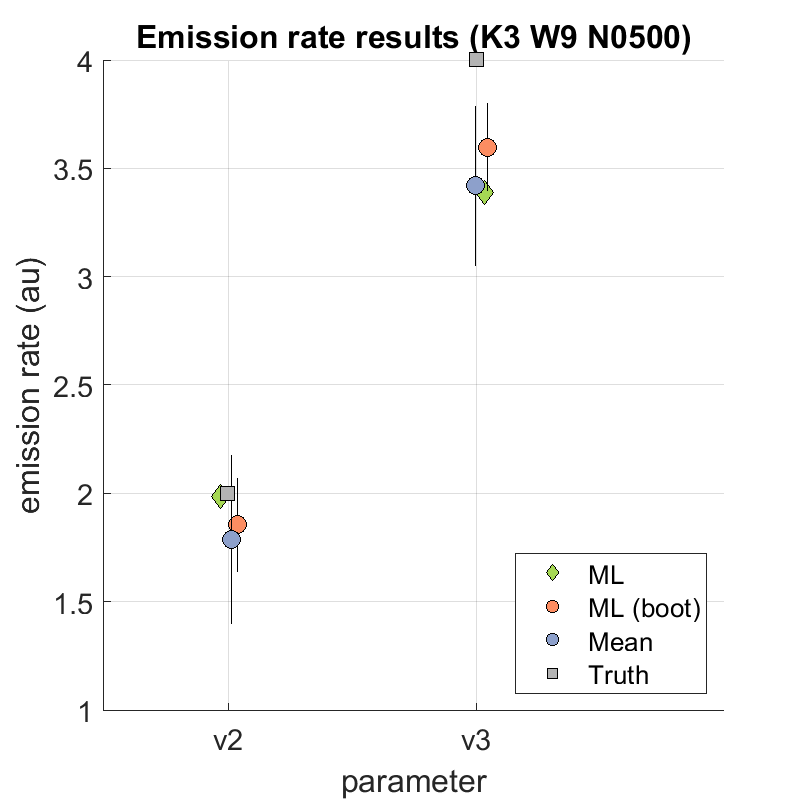 Emission rate results (K3 W9 N0500)
4
3.5
3
2.5
2
1.5
1
emission rate (au)
v2
v3
parameter
ML
ML (boot)
Mean
Truth